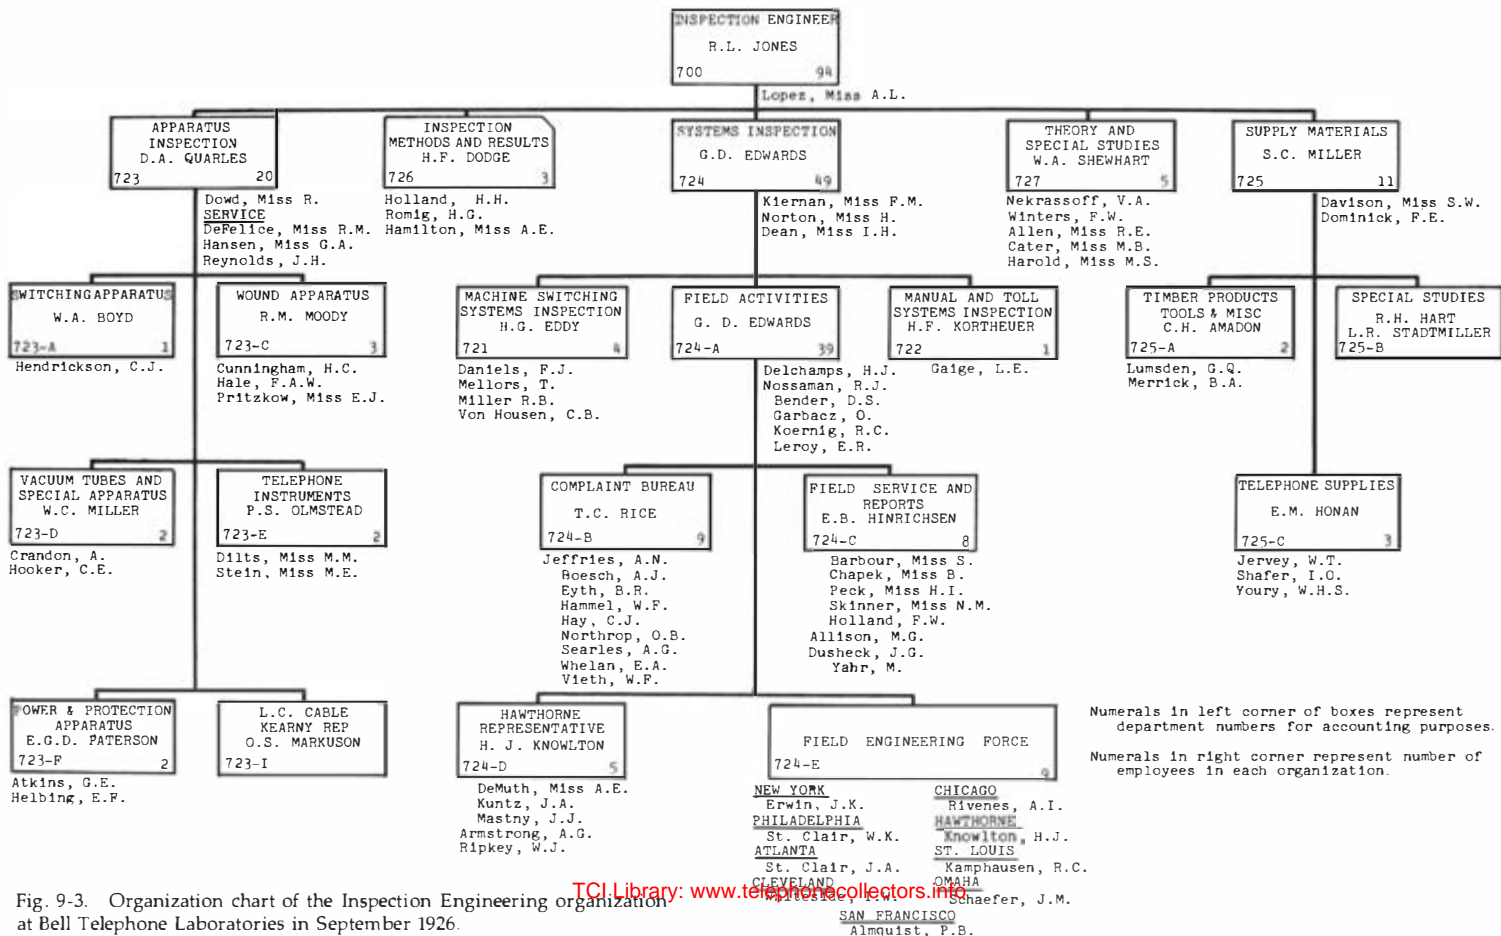 INSPECTION ENGINEER
R.L. JONES
700 94
Lopez, Miss A.L.
APPARATUS
INSPECTION
D.A. QUARLES
723 20
Dowd, Miss R.
SERVICE
DeFelice, Miss R.M.
Hansen, Miss G.A.
Reynolds, J.H.
INSPECTION
METHODS AND RESULTS
H.F. DODGE
726 3
Holland, H.H.
Romig, H.G.
Hamilton, Miss A.E.
SYSTEMS INSPECTION
G.D. EDWARDS
724 49
Kiernan, Miss F.M.
Norton, Miss H.
Dean, Miss I.H.
THEORY AND
SPECIAL STUDIES
W.A. SHEWHART
727 5
Nekrassoff, V.A.
Winters, F.W.
Allen, Miss R.E.
Cater, Miss M.B.
Harold, Miss M.S.
SUPPLY MATERIALS
S.C. MILLER
725 11
Davison, Miss S.W.
Dominick, F.E.
SWITCHING APPARATUS
W.A. BOYD
723-A 1
Hendrickson, C.J.
WOUND APPARATUS
R.M. MOODY
723-C 3
Cunningham, H.C.
Hale, F.A.W.
Pritzkow, Miss E.J.
MACHINE SWITCHING
SYSTEMS INSPECTION
H.G. EDDY
721 4
Daniels, F.J.
Mellors, T.
Miller R.B.
Von Housen, C.B.
FIELD ACTIVITIES
G. D. EDWARDS
724-A 39
Delchamps, H.J.
Nossaman, R.J.
Bender, D.S.
Garbacz, O.
Koernig, R.C.
Leroy, E.R.
MANUAL AND TOLL
SYSTEMS INSPECTION
H.F. KORTHEUER
722 1
Gaige, L.E.
TIMBER PRODUCTS
TOOLS & MISC
C.H. AMADON
725-A 2
Lumsden, G.Q.
Merrick, B.A.
SPECIAL STUDIES
R.H. HART
L.R. STADTMILLER
725-B
VACUUM TUBES AND
SPECIAL APPARATUS
W.C. MILLER
723-D 2
Crandon, A.
Hooker, C.E.
TELEPHONE
INSTRUMENTS
P.S. OLMSTEAD
723-E 2
Dilts, Miss M.M.
Stein, Miss M.E.
COMPLAINT BUREAU
T.C. RICE
724-B 9
Jeffries, A.N.
Boesch, A.J.
Eyth, B.R.
Hammel, W.F.
Hay, C.J.
Northrop, O.B.
Searles, A.G.
Whelan, E.A.
Vieth, W.F.
FIELD SERVICE AND
REPORTS
E.B. HINRICHSEN
724-C 8
Barbour, Miss S.
Chapek, Miss B.
Peck, Miss H.I.
Skinner, Miss N.M.
Holland, F.W.
Allison, M.G.
Dusheck, J.G.
Yahr, M.
TELEPHONE SUPPLIES
E.M. HONAN
725-C 3
Jervey, W.T.
Shafer, I.O.
Youry, W.H.S.
POWER & PROTECTION
APPARATUS
E.G.D. PATERSON
723-F 2
Atkins, G.E.
Helbing, E.F.
L.C. CABLE
KEARNY REP
O.S. MARKUSON
723-I
HAWTHORNE
REPRESENTATIVE
H. J. KNOWLTON
724-D 5
DeMuth, Miss A.E.
Kuntz, J.A.
Mastny, J.J.
Armstrong, A.G.
Ripkey, W.J.
FIELD ENGINEERING FORCE
724-E 9
NEW YORK
Erwin, J.K.
PHILADELPHIA
St. Clair, W.K.
ATLANTA
St. Clair, J.A.
CLEVELAND
CHICAGO
Rivenes, A.I.
HAWTHORNE
Knowlton, H.J.
ST. LOUIS
Kamphausen, R.C.
OMAHA
Schaefer, J.M.
SAN FRANCISCO
Almquist, P.B.
Numerals in left corner of boxes represent
department numbers for accounting purposes.
Numerals in right corner represent number of
employees in each organization.
TCI Library: www.telephonecollectors.info
Fig. 9-3. Organization chart of the Inspection Engineering organization
at Bell Telephone Laboratories in September 1926.